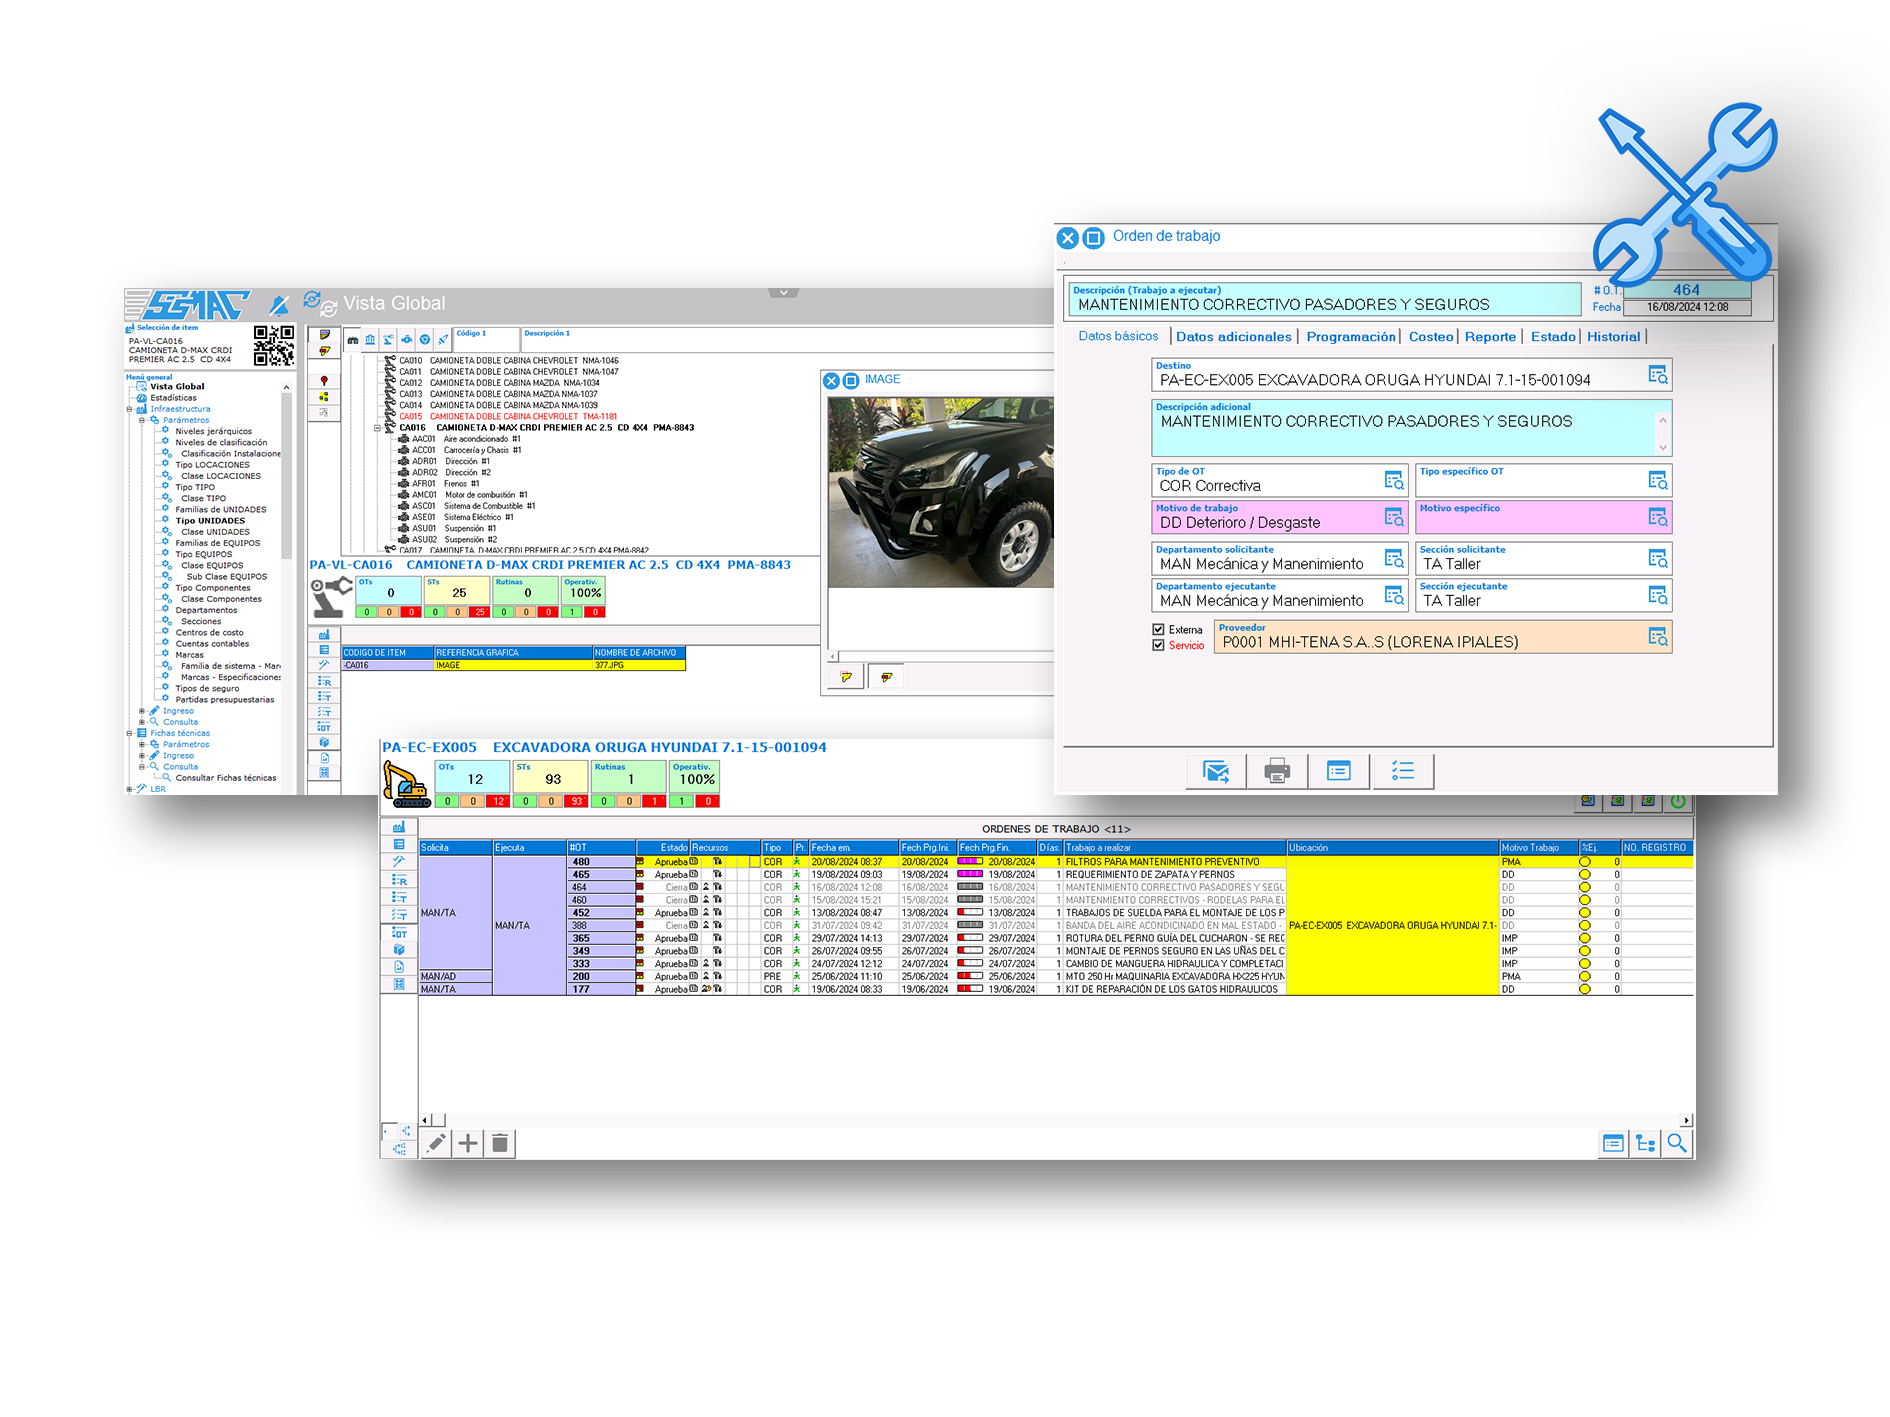 SGMAC
Vista Global
Selección de item
PA-VL-CA016
CAMIONETA D-MAX CRDI
PREMIER AC 2.5 CD 4X4
Menú general
Vista Global
Estadísticas
Infraestructura
Parámetros
Niveles jerárquicos
Niveles de clasificación
Clasificación Instalacione
Tipo LOCACIONES
Clase LOCACIONES
Tipo TIPO
Clase TIPO
Familias de UNIDADES
Tipo UNIDADES
Clase UNIDADES
Familias de EQUIPOS
Tipo EQUIPOS
Clase EQUIPOS
Sub Clase EQUIPOS
Tipo Componentes
Clase Componentes
Departamentos
Secciones
Centros de costo
Cuentas contables
Marcas
Familia de sistema - Mar
Marcas - Especificaciones
Tipos de seguro
Partidas presupuestarias
Ingreso
Consulta
Fichas técnicas
Parámetros
Ingreso
Consulta
Consultar Fichas técnicas
LBR
Código 1 Descripción 1
CA010 CAMIONETA DOBLE CABINA CHEVROLET NMA-1046
CA011 CAMIONETA DOBLE CABINA CHEVROLET NMA-1047
CA012 CAMIONETA DOBLE CABINA MAZDA NMA-1034
CA013 CAMIONETA DOBLE CABINA MAZDA NMA-1037
CA014 CAMIONETA DOBLE CABINA MAZDA NMA-1039
CA015 CAMIONETA DOBLE CABINA CHEVROLET TMA-1181
CA016 CAMIONETA D-MAX CRDI PREMIER AC 2.5 CD 4X4 PMA-8843
AAC01 Aire acondicionado #1
ACC01 Carrocería y Chasis #1
ADR01 Dirección #1
ADR02 Dirección #2
AFR01 Frenos #1
AMC01 Motor de combustión #1
ASC01 Sistema de Combustible #1
ASE01 Sistema Eléctrico #1
ASU01 Suspensión #1
ASU02 Suspensión #2
CA017 CAMIONETA D-MAX CRDI PREMIER AC 2.5 CD 4X4 PMA-8842
PA-VL-CA016 CAMIONETA D-MAX CRDI PREMIER AC 2.5 CD 4X4 PMA-8843
OTs STs Rutinas Operativ.
0 25 0 100%
0 0 0 0 0 25 0 0 0 1 0
CODIGO DE ITEM REFERENCIA GRAFICA NOMBRE DE ARCHIVO
-CA016 IMAGE 377.JPG
IMAGE
Orden de trabajo
Descripción (Trabajo a ejecutar)
MANTENIMIENTO CORRECTIVO PASADORES Y SEGUROS
# O.T. 464
Fecha 16/08/2024 12:08
Datos básicos Datos adicionales Programación Costeo Reporte Estado Historial
Destino
PA-EC-EX005 EXCAVADORA ORUGA HYUNDAI 7.1-15-001094
Descripción adicional
MANTENIMIENTO CORRECTIVO PASADORES Y SEGUROS
Tipo de OT Tipo específico OT
COR Correctiva
Motivo de trabajo Motivo específico
DD Deterioro / Desgaste
Departamento solicitante Sección solicitante
MAN Mecánica y Manenimiento TA Taller
Departamento ejecutante Sección ejecutante
MAN Mecánica y Manenimiento TA Taller
Externa
Servicio
Proveedor
P0001 MHI-TENA S.A..S (LORENA IPIALES)
PA-EC-EX005 EXCAVADORA ORUGA HYUNDAI 7.1-15-001094
OTs STs Rutinas Operativ.
12 93 1 100%
0 0 12 0 0 93 0 0 1 1 0
ORDENES DE TRABAJO <11>
Solicita Ejecuta #OT Estado Recursos Tipo Pr. Fecha em. Fech Prg.Ini. Fech Prg.Fin. Días. Trabajo a realizar Ubicación Motivo Trabajo %Ej. NO. REGISTRO
480 Aprueba COR 20/08/2024 08:37 20/08/2024 20/08/2024 1 FILTROS PARA MANTENIMIENTO PREVENTIVO PMA 0
465 Aprueba COR 19/08/2024 09:03 19/08/2024 19/08/2024 1 REQUERIMIENTO DE ZAPATA Y PERNOS DD 0
464 Cierra COR 16/08/2024 12:08 16/08/2024 16/08/2024 1 MANTENIMIENTO CORRECTIVO PASADORES Y SEGL DD 0
460 Cierra COR 15/08/2024 15:21 15/08/2024 15/08/2024 1 MANTENMIENTO CORRECTIVOS - RODELAS PARA EL DD 0
MAN/TA 452 Aprueba COR 13/08/2024 08:47 13/08/2024 13/08/2024 1 TRABAJOS DE SUELDA PARA EL MONTAJE DE LOS P DD 0
MAN/TA 388 Cierra COR 31/07/2024 09:42 31/07/2024 31/07/2024 1 BANDA DEL AIRE ACONDICINADO EN MAL ESTADO - PA-EC-EX005 EXCAVADORA ORUGA HYUNDAI 7.1- DD 0
365 Aprueba COR 29/07/2024 14:13 29/07/2024 29/07/2024 1 ROTURA DEL PERNO GUÍA DEL CUCHARON - SE REC IMP 0
349 Aprueba COR 26/07/2024 09:55 26/07/2024 26/07/2024 1 MONTAJE DE PERNOS SEGURO EN LAS UÑAS DEL C IMP 0
333 Aprueba COR 24/07/2024 12:12 24/07/2024 24/07/2024 1 CAMBIO DE MANGUERA HIDRAULICA Y COMPLETACI IMP 0
MAN/AD 200 Aprueba PRE 25/06/2024 11:10 25/06/2024 25/06/2024 1 MTO 250 Hr MAQUINARIA EXCAVADORA HX225 HYUN PMA 0
MAN/TA 177 Aprueba COR 19/06/2024 08:33 19/06/2024 19/06/2024 1 KIT DE REPARACIÓN DE LOS GATOS HIDRAULICOS DD 0